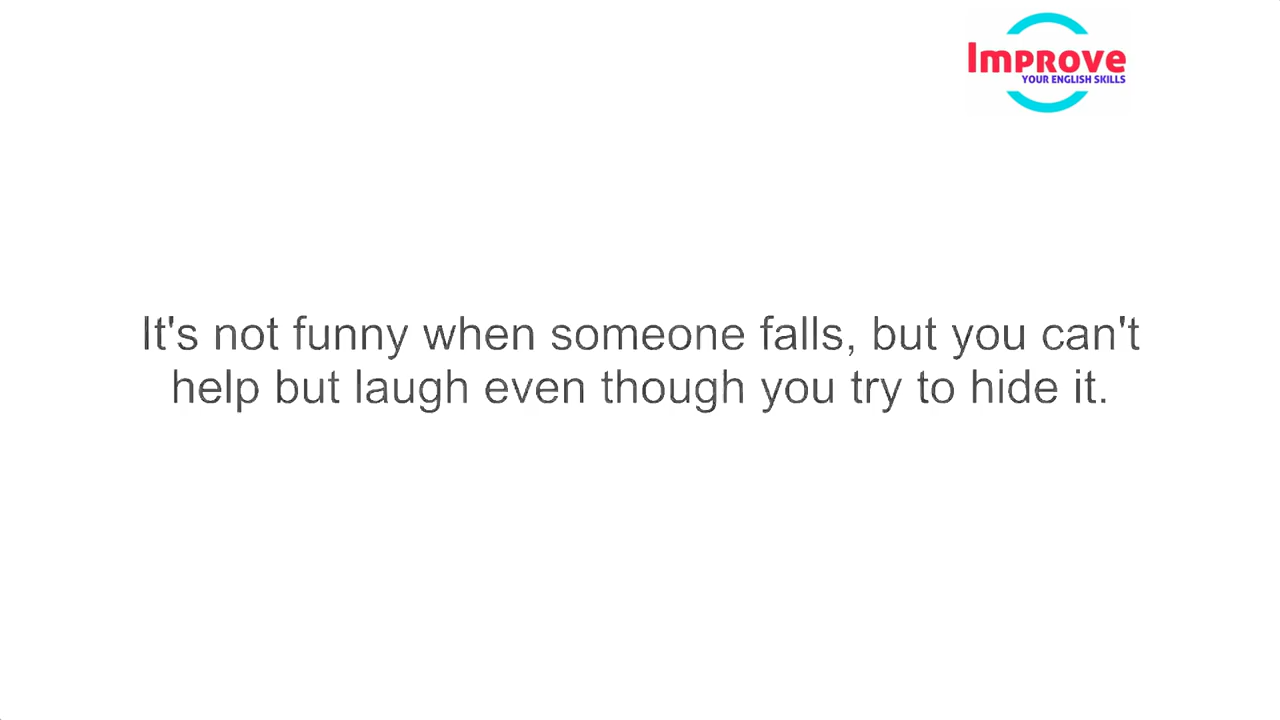 Improve
YOUR ENGLISH SKILLS
It's not funny when someone falls, but you can't
help but laugh even though you try to hide it.